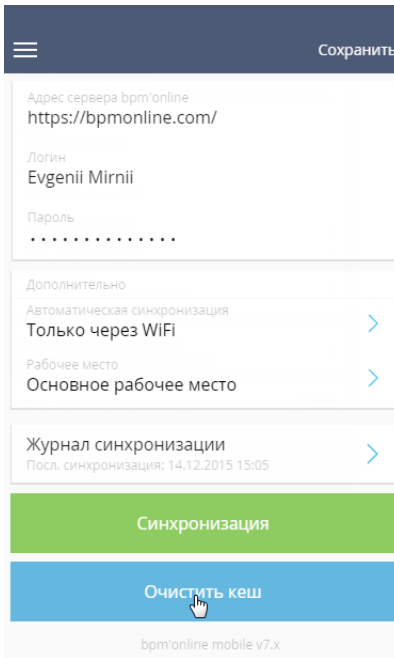 Сохранить
Адрес сервера bpm'online
https://bpmonline.com/
Логин
Evgenii Mirnii
Пароль
. . . . . . . . . . . . . .
Дополнительно
Автоматическая синхронизация
Только через WiFi
Рабочее место
Основное рабочее место
Журнал синхронизации
Посл. синхронизация: 14.12.2015 15:05
Синхронизация
Очистить кеш
bpm'online mobile v7.x